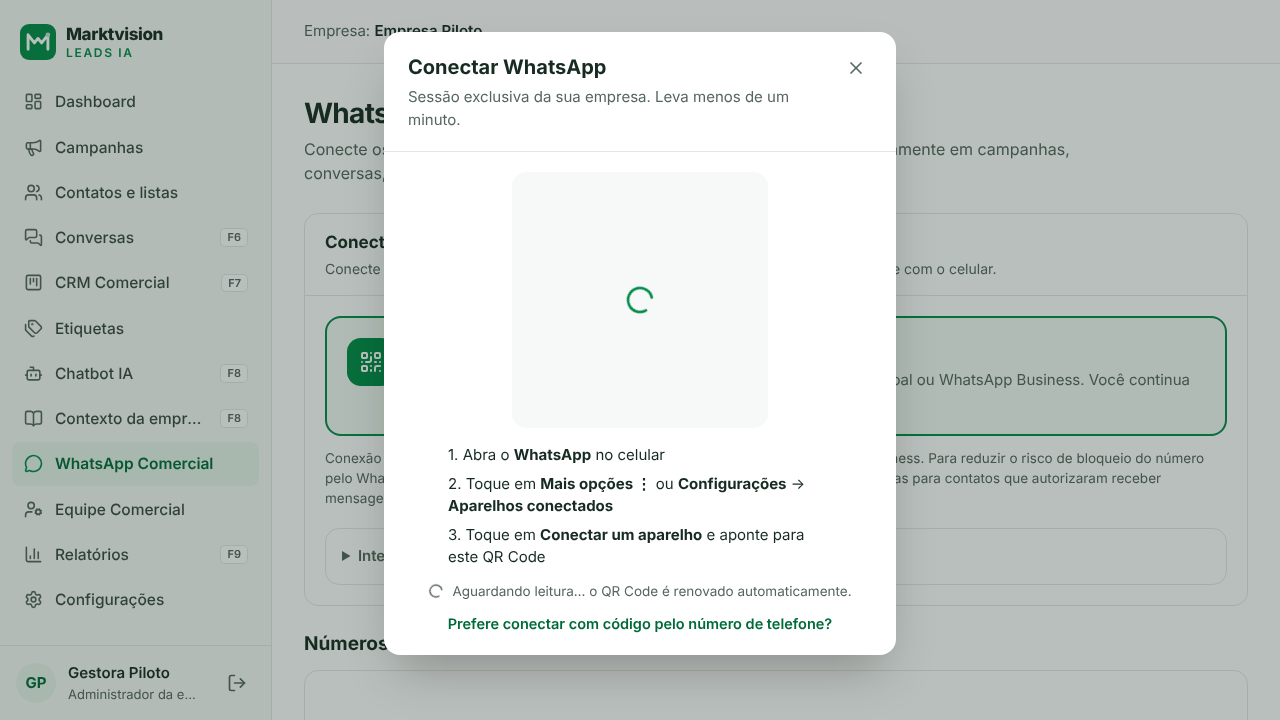 Marktvision
LEADS IA
Dashboard
Campanhas
Contatos e listas
Conversas F6
CRM Comercial F7
Etiquetas
Chatbot IA F8
Contexto da empr... F8
WhatsApp Comercial
Equipe Comercial
Relatórios F9
Configurações
GP
Gestora Piloto
Administrador da e...
Empresa: Empresa Piloto
Conectar WhatsApp
Sessão exclusiva da sua empresa. Leva menos de um
minuto.
1. Abra o WhatsApp no celular
2. Toque em Mais opções ⋮ ou Configurações →
Aparelhos conectados
3. Toque em Conectar um aparelho e aponte para
este QR Code
Aguardando leitura... o QR Code é renovado automaticamente.
Prefere conectar com código pelo número de telefone?
Whats
Conecte
em campanhas,
conversas,
Conect
Conecte
com o celular.
ou WhatsApp Business. Você continua
Conexão
Para reduzir o risco de bloqueio do número
pelo
para contatos que autorizaram receber
mensage
Inte
Números